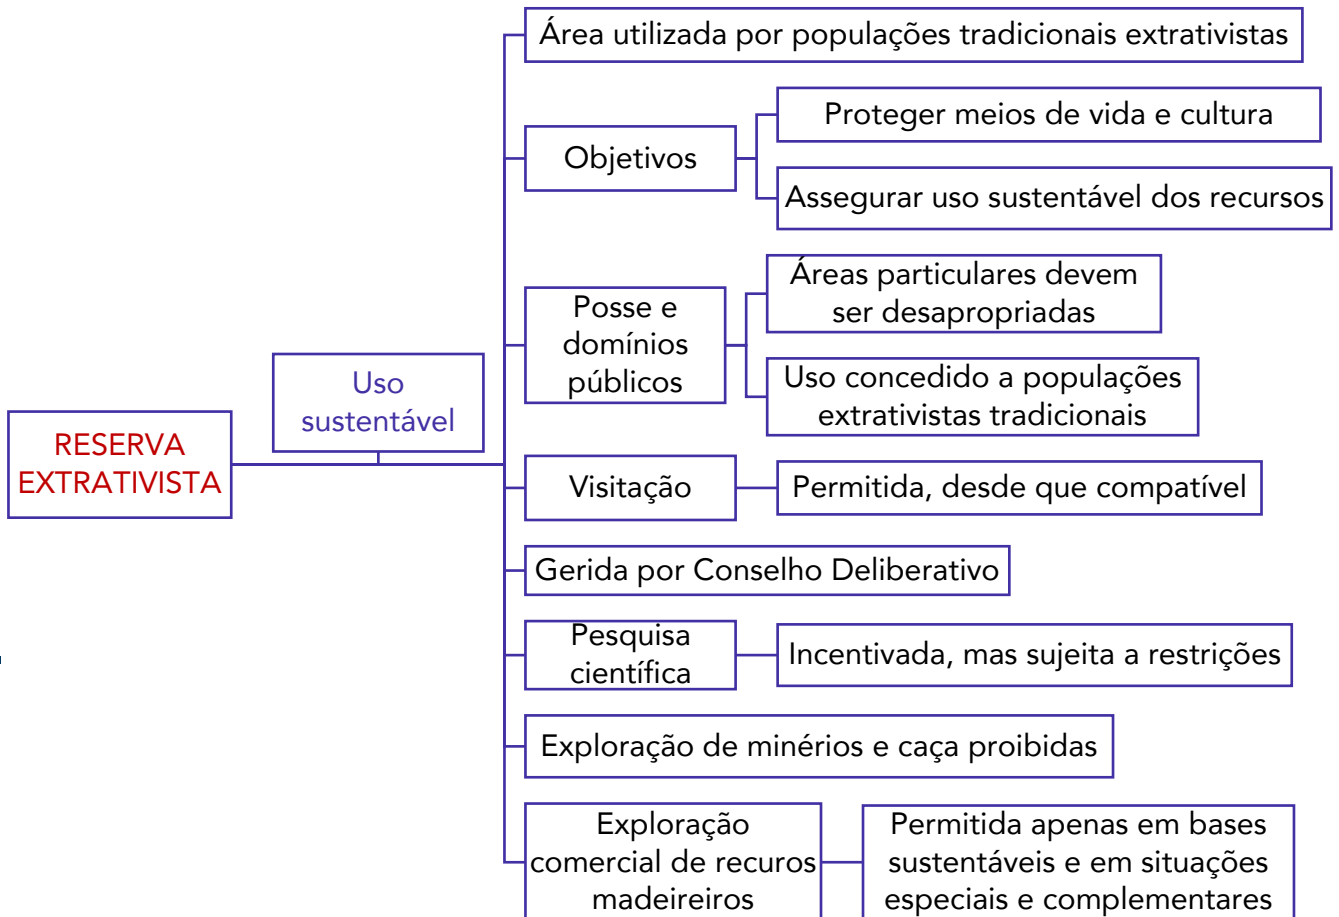 RESERVA
EXTRATIVISTA
Uso
sustentável
Área utilizada por populações tradicionais extrativistas
Objetivos
Proteger meios de vida e cultura
Assegurar uso sustentável dos recursos
Posse e
domínios
públicos
Áreas particulares devem
ser desapropriadas
Uso concedido a populações
extrativistas tradicionais
Visitação
Permitida, desde que compatível
Gerida por Conselho Deliberativo
Pesquisa
científica
Incentivada, mas sujeita a restrições
Exploração de minérios e caça proibidas
Exploração
comercial de recuros
madeireiros
Permitida apenas em bases
sustentáveis e em situações
especiais e complementares